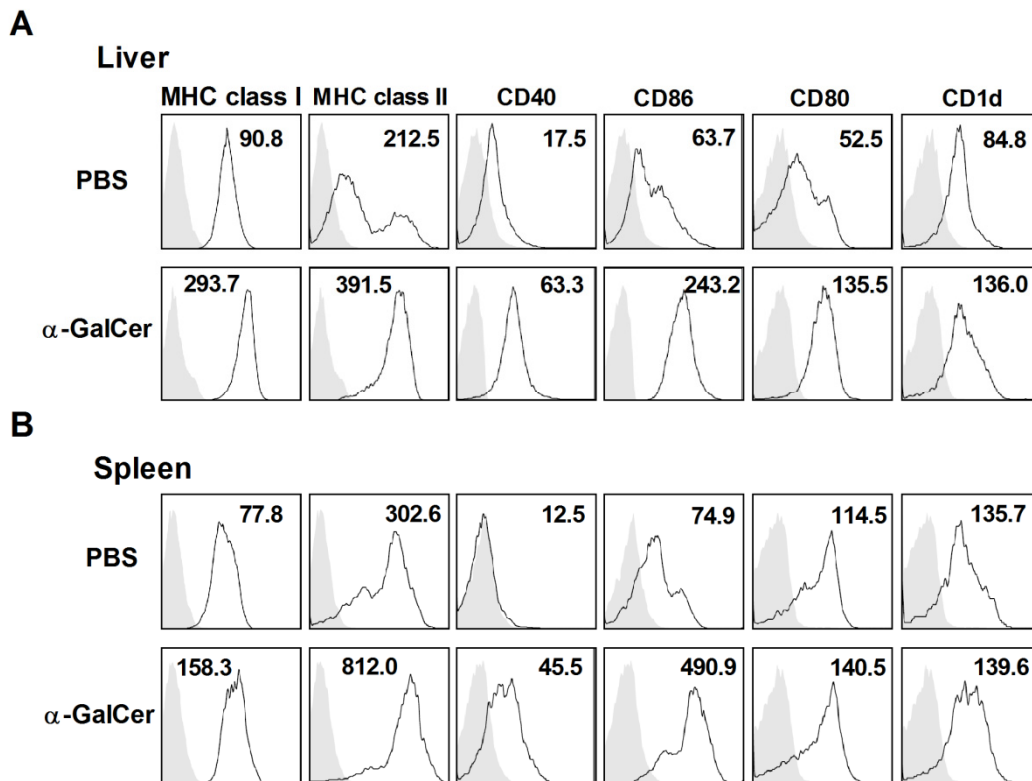 A
Liver
MHC class I MHC class II CD40 CD86 CD80 CD1d
PBS 90.8 212.5 17.5 63.7 52.5 84.8
α-GalCer 293.7 391.5 63.3 243.2 135.5 136.0
B
Spleen
PBS 77.8 302.6 12.5 74.9 114.5 135.7
α-GalCer 158.3 812.0 45.5 490.9 140.5 139.6